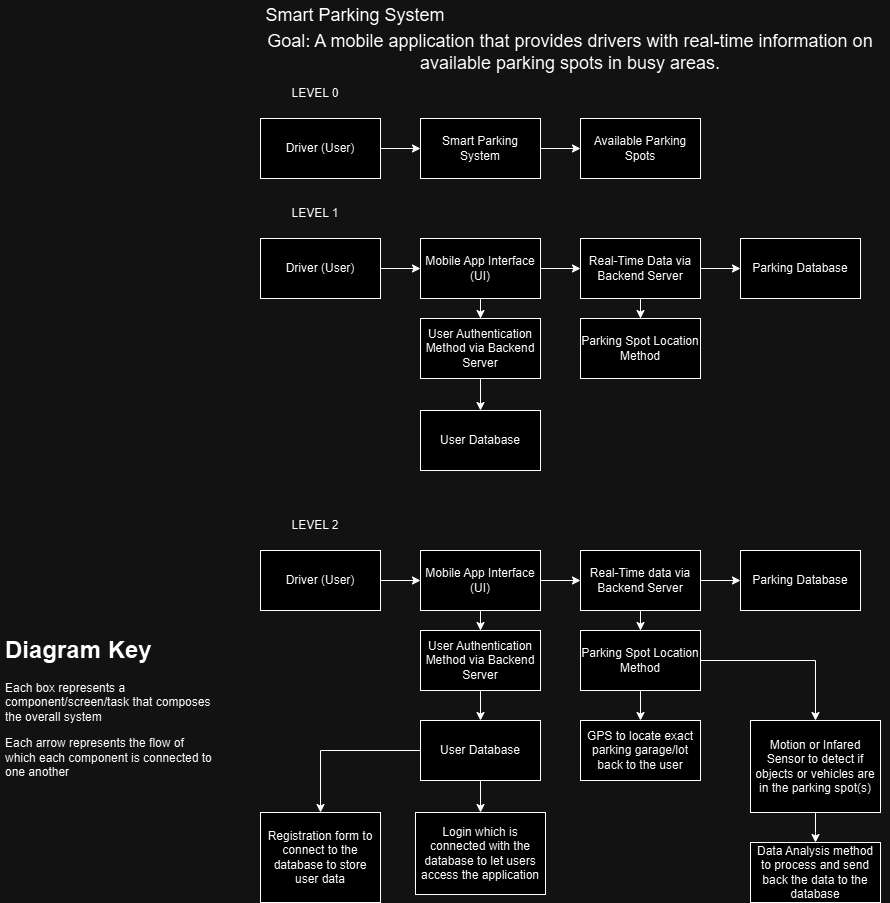 Smart Parking System
Goal: A mobile application that provides drivers with real-time information on
available parking spots in busy areas.
LEVEL 0
Driver (User)
Smart Parking
System
Available Parking
Spots
LEVEL 1
Driver (User)
Mobile App Interface
(UI)
Real-Time Data via
Backend Server
Parking Database
User Authentication
Method via Backend
Server
Parking Spot Location
Method
User Database
LEVEL 2
Driver (User)
Mobile App Interface
(UI)
Real-Time data via
Backend Server
Parking Database
User Authentication
Method via Backend
Server
Parking Spot Location
Method
User Database
GPS to locate exact
parking garage/lot
back to the user
Motion or Infared
Sensor to detect if
objects or vehicles are
in the parking spot(s)
Registration form to
connect to the
database to store
user data
Login which is
connected with the
database to let users
access the application
Data Analysis method
to process and send
back the data to the
database
Diagram Key
Each box represents a
component/screen/task that composes
the overall system
Each arrow represents the flow of
which each component is connected to
one another